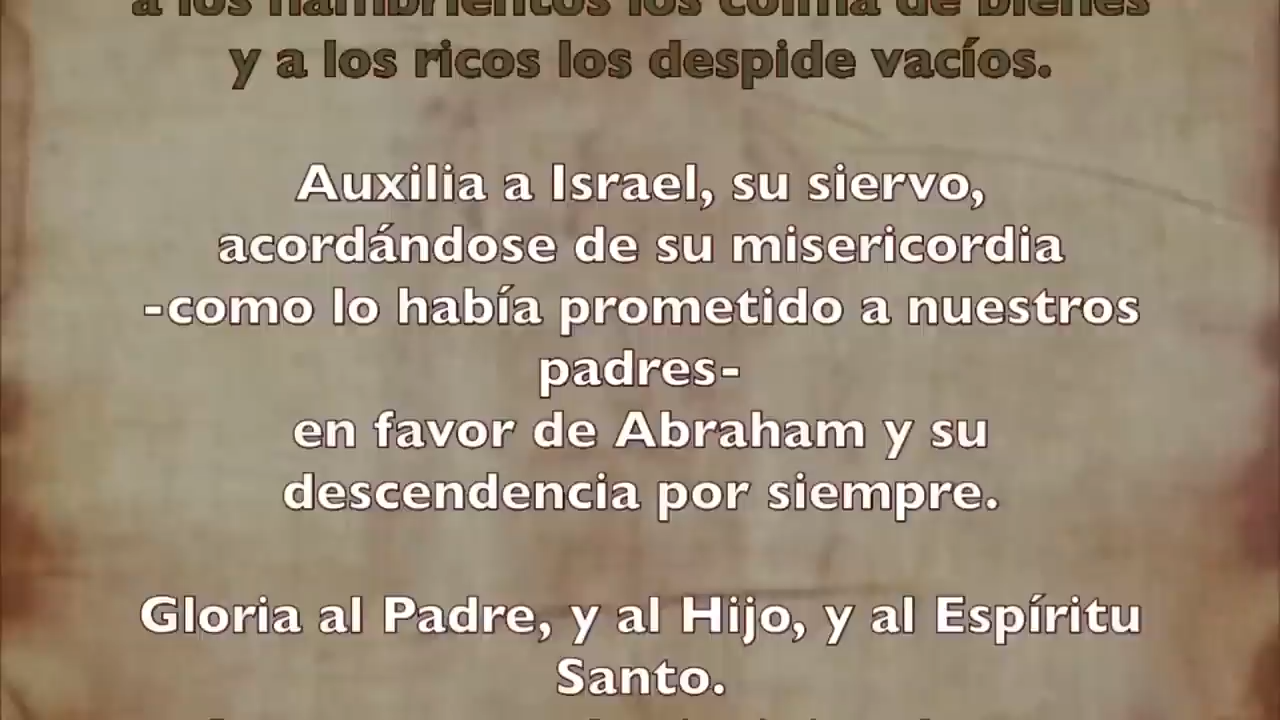 a los hambrientos los colma de bienes
y a los ricos los despide vacíos.
Auxilia a Israel, su siervo,
acordándose de su misericordia
-como lo había prometido a nuestros
padres-
en favor de Abraham y su
descendencia por siempre.
Gloria al Padre, y al Hijo, y al Espíritu
Santo.